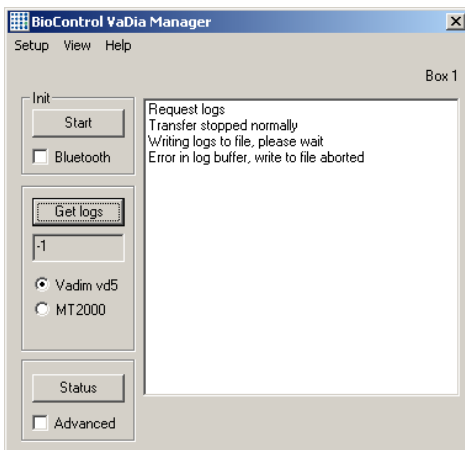 BioControl VaDia Manager
Setup View Help
Box 1
Init
Start
Bluetooth
Get logs
-1
Vadim vd5
MT2000
Status
Advanced
Request logs
Transfer stopped normally
Writing logs to file, please wait
Error in log buffer, write to file aborted